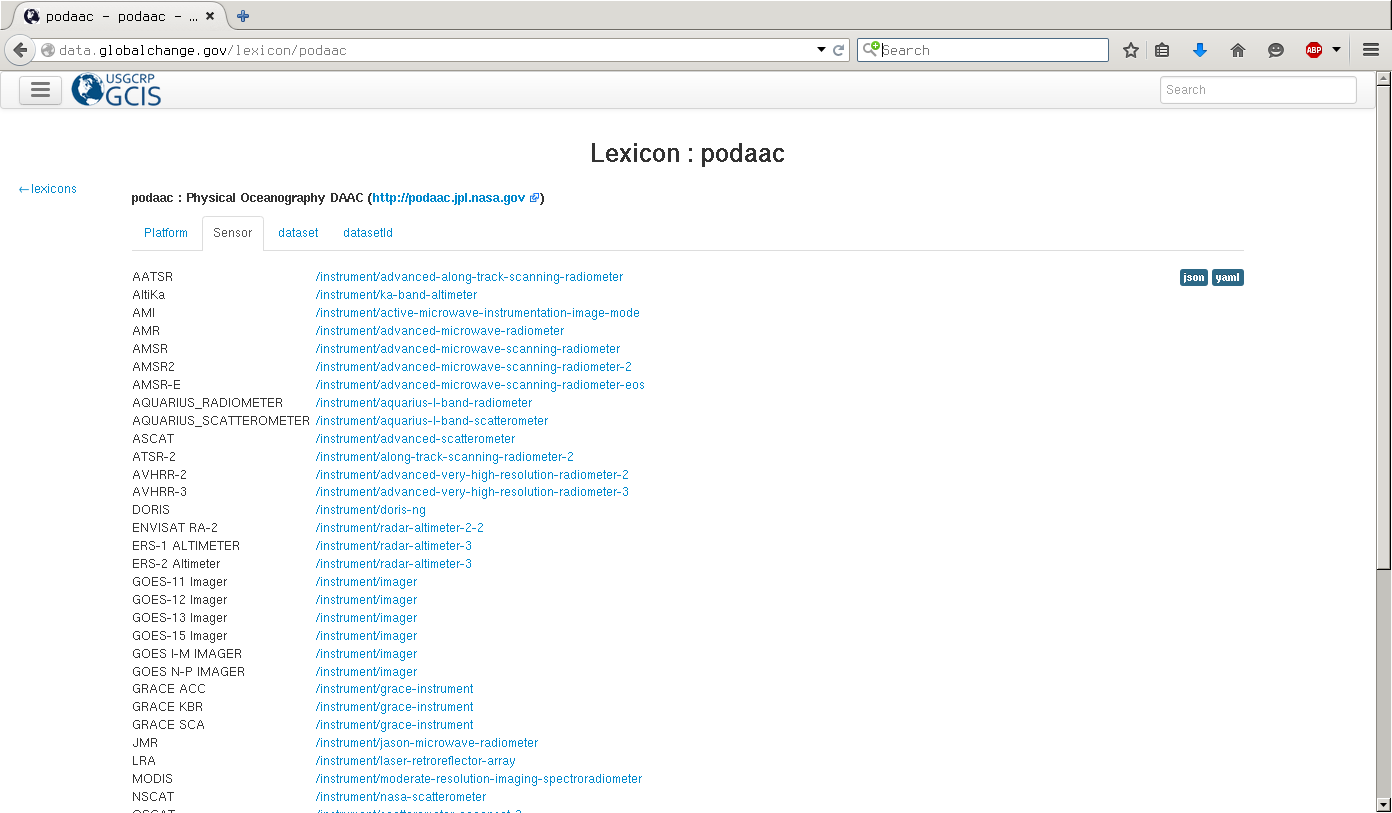 podaac - podaac - ...
data.globalchange.gov/lexicon/podaac
Search
ABP
USGCRP
GCIS
Search
Lexicon : podaac
←lexicons
podaac : Physical Oceanography DAAC (http://podaac.jpl.nasa.gov)
Platform Sensor dataset datasetId
json yaml
AATSR /instrument/advanced-along-track-scanning-radiometer
AltiKa /instrument/ka-band-altimeter
AMI /instrument/active-microwave-instrumentation-image-mode
AMR /instrument/advanced-microwave-radiometer
AMSR /instrument/advanced-microwave-scanning-radiometer
AMSR2 /instrument/advanced-microwave-scanning-radiometer-2
AMSR-E /instrument/advanced-microwave-scanning-radiometer-eos
AQUARIUS_RADIOMETER /instrument/aquarius-l-band-radiometer
AQUARIUS_SCATTEROMETER /instrument/aquarius-l-band-scatterometer
ASCAT /instrument/advanced-scatterometer
ATSR-2 /instrument/along-track-scanning-radiometer-2
AVHRR-2 /instrument/advanced-very-high-resolution-radiometer-2
AVHRR-3 /instrument/advanced-very-high-resolution-radiometer-3
DORIS /instrument/doris-ng
ENVISAT RA-2 /instrument/radar-altimeter-2-2
ERS-1 ALTIMETER /instrument/radar-altimeter-3
ERS-2 Altimeter /instrument/radar-altimeter-3
GOES-11 Imager /instrument/imager
GOES-12 Imager /instrument/imager
GOES-13 Imager /instrument/imager
GOES-15 Imager /instrument/imager
GOES I-M IMAGER /instrument/imager
GOES N-P IMAGER /instrument/imager
GRACE ACC /instrument/grace-instrument
GRACE KBR /instrument/grace-instrument
GRACE SCA /instrument/grace-instrument
JMR /instrument/jason-microwave-radiometer
LRA /instrument/laser-retroreflector-array
MODIS /instrument/moderate-resolution-imaging-spectroradiometer
NSCAT /instrument/nasa-scatterometer